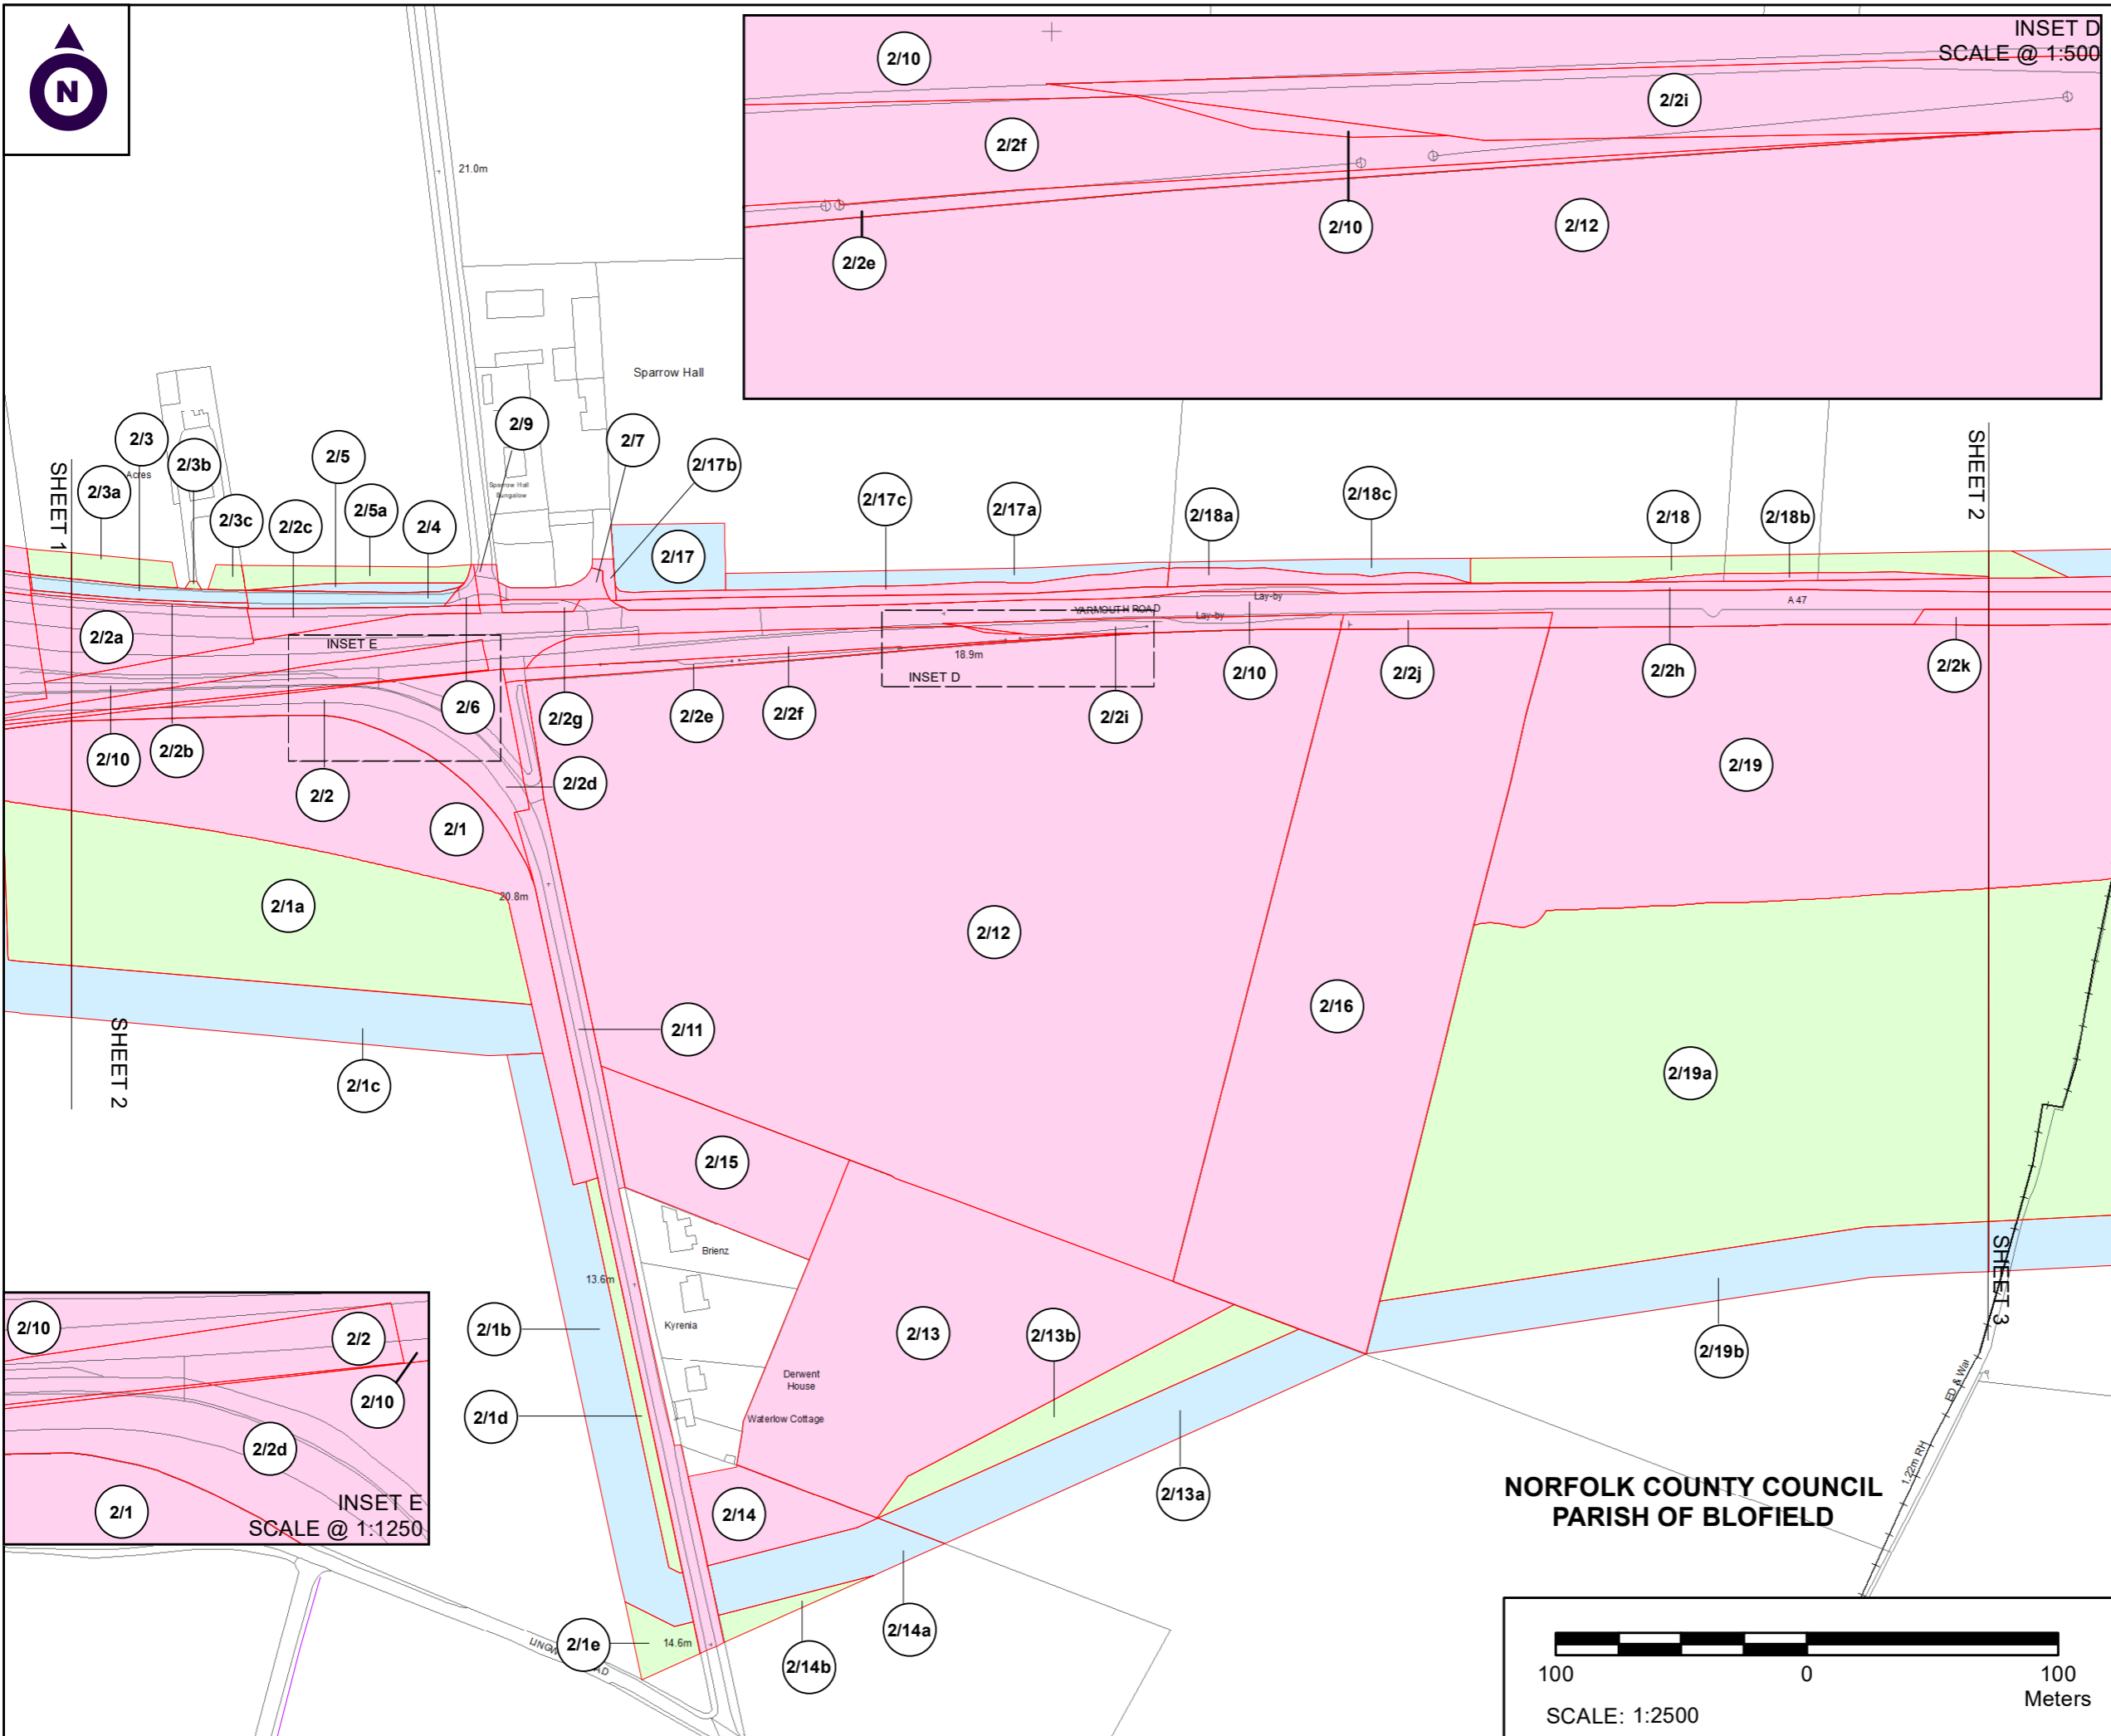 N
INSET D
SCALE @ 1:500
2/10
2/2i
2/2f
2/10
2/12
2/2e
21.0m
Sparrow Hall
2/9
2/3
2/7
2/5
2/3b
2/17b
Acres
2/3a
Sparrow Hall
Bungalow
2/18c
2/17c
2/17a
2/18a
2/18
2/18b
2/5a
2/3c
2/2c
2/4
SHEET 1
SHEET 2
2/17
Lay-by
A 47
YARMOUTH ROAD
Lay-by
2/2a
INSET E
18.9m
INSET D
2/10
2/2j
2/2h
2/2k
2/6
2/2g
2/2e
2/2f
2/2i
2/10
2/2b
2/19
2/2
2/2d
2/1
20.8m
2/1a
2/12
2/16
2/11
SHEET 2
2/1c
2/19a
2/15
Brienz
13.6m
SHEET 3
2/10
2/2
2/1b
Kyrenia
2/13
2/13b
2/19b
Derwent
House
2/10
ED & War
2/1d
Waterlow Cottage
2/2d
1.22m RH
2/13a
NORFOLK COUNTY COUNCIL
PARISH OF BLOFIELD
2/1
INSET E
SCALE @ 1:1250
2/14
2/14a
2/1e
14.6m
2/14b
100
0
100
Meters
SCALE: 1:2500